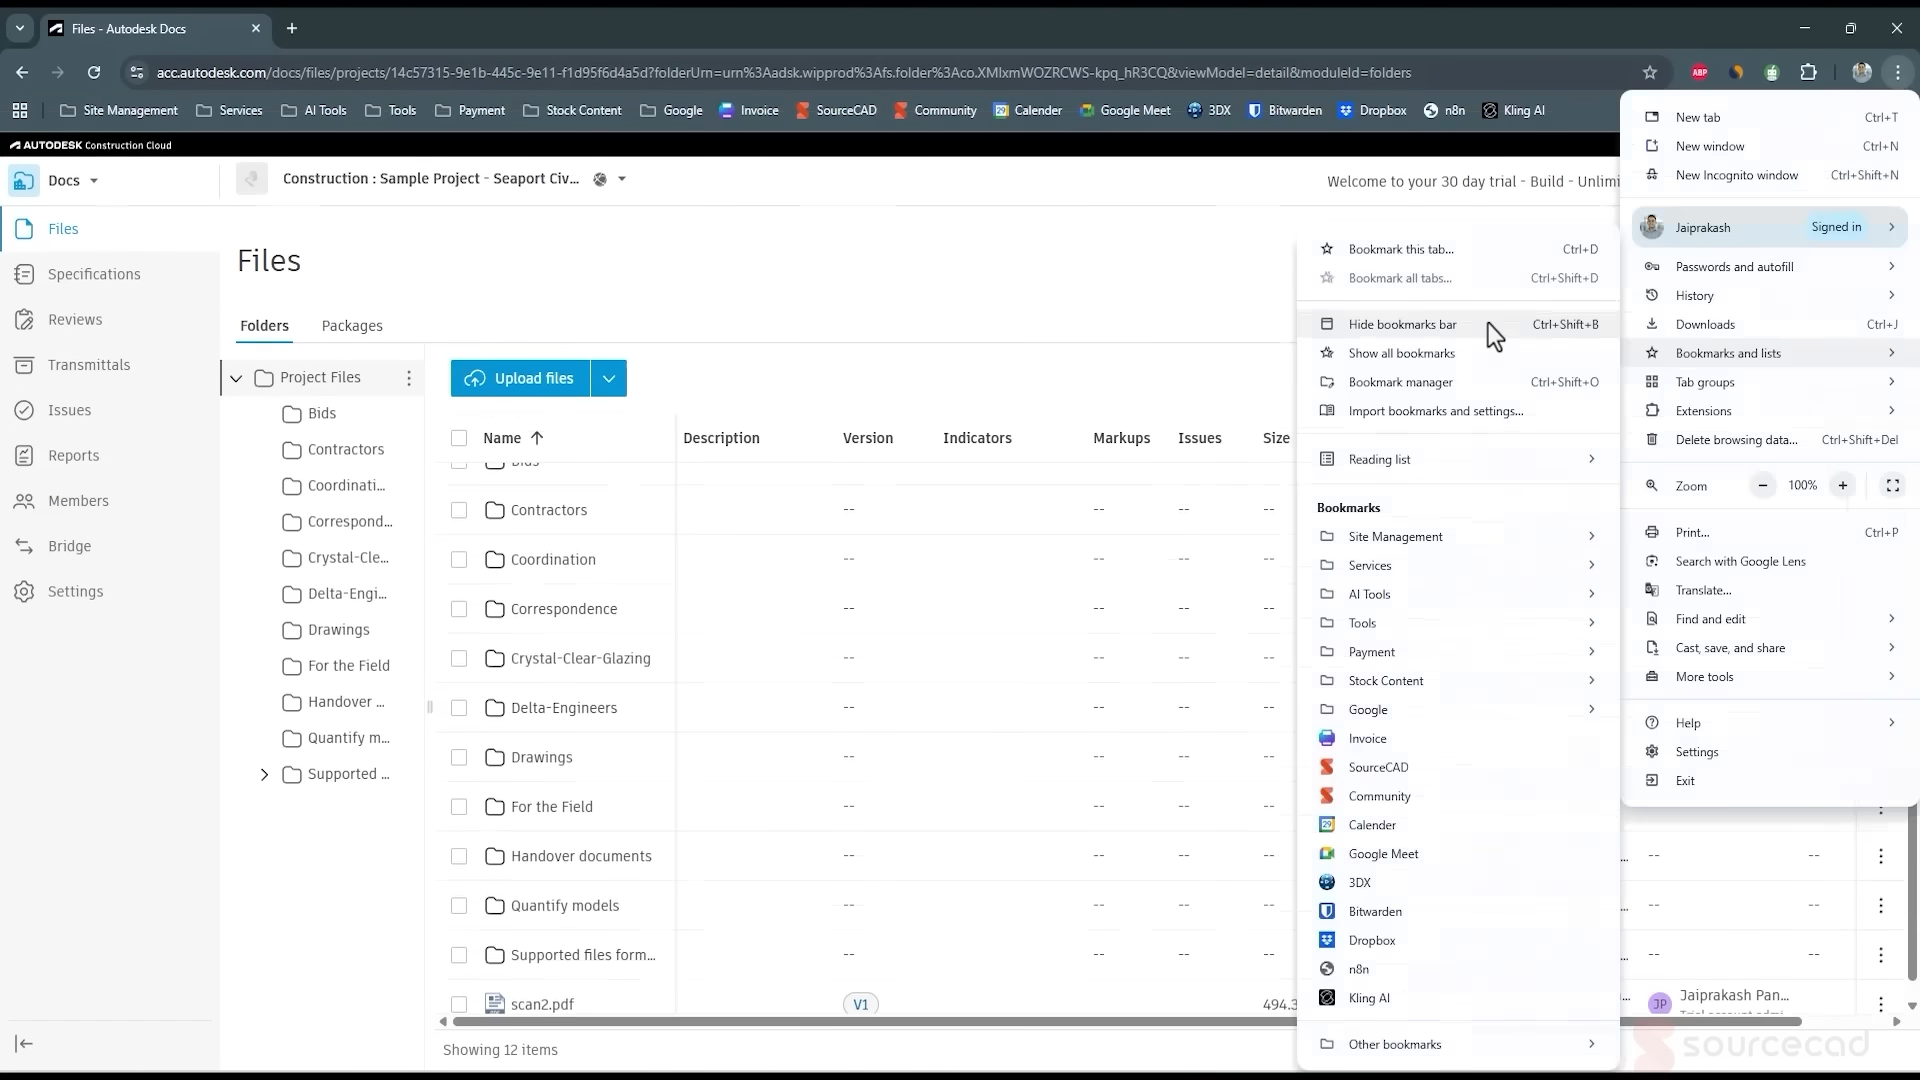 Files - Autodesk Docs
acc.autodesk.com/docs/files/projects/14c57315-9e1b-445c-9e11-f1d95f6d4a5d?folderUrn=urn%3Aadsk.wipprod%3Afs.folder%3Aco.XMlxmWOZRCWS-kpq_hR3CQ&viewModel=detail&moduleId=folders
ABP
Site Management Services AI Tools Tools Payment Stock Content Google Invoice SourceCAD Community Calender Google Meet 3DX Bitwarden Dropbox n8n Kling AI
AUTODESK Construction Cloud
Docs
Construction : Sample Project - Seaport Civ...
Welcome to your 30 day trial - Build - Unlimi
Files
Specifications
Reviews
Transmittals
Issues
Reports
Members
Bridge
Settings
Files
Folders Packages
Project Files
Bids
Contractors
Coordinati...
Correspond...
Crystal-Cle...
Delta-Engi...
Drawings
For the Field
Handover ...
Quantify m...
Supported ...
Upload files
Name Description Version Indicators Markups Issues Size
Bids
Contractors -- -- -- --
Coordination -- -- -- --
Correspondence -- -- -- --
Crystal-Clear-Glazing -- -- -- --
Delta-Engineers -- -- -- --
Drawings -- -- -- --
For the Field -- -- -- --
Handover documents -- -- -- -- ... -- --
Quantify models -- -- -- -- ... -- --
Supported files form... -- -- -- -- ... -- --
scan2.pdf V1 494.3 ... JP Jaiprakash Pan...
Showing 12 items
Bookmark this tab... Ctrl+D
Bookmark all tabs... Ctrl+Shift+D
Hide bookmarks bar Ctrl+Shift+B
Show all bookmarks
Bookmark manager Ctrl+Shift+O
Import bookmarks and settings...
Reading list
Bookmarks
Site Management
Services
AI Tools
Tools
Payment
Stock Content
Google
Invoice
SourceCAD
Community
29 Calender
Google Meet
3DX
Bitwarden
Dropbox
n8n
Kling AI
Other bookmarks
New tab Ctrl+T
New window Ctrl+N
New Incognito window Ctrl+Shift+N
Jaiprakash Signed in
Passwords and autofill
History
Downloads Ctrl+J
Bookmarks and lists
Tab groups
Extensions
Delete browsing data... Ctrl+Shift+Del
Zoom 100%
Print... Ctrl+P
Search with Google Lens
Translate...
Find and edit
Cast, save, and share
More tools
Help
Settings
Exit
sourcecad